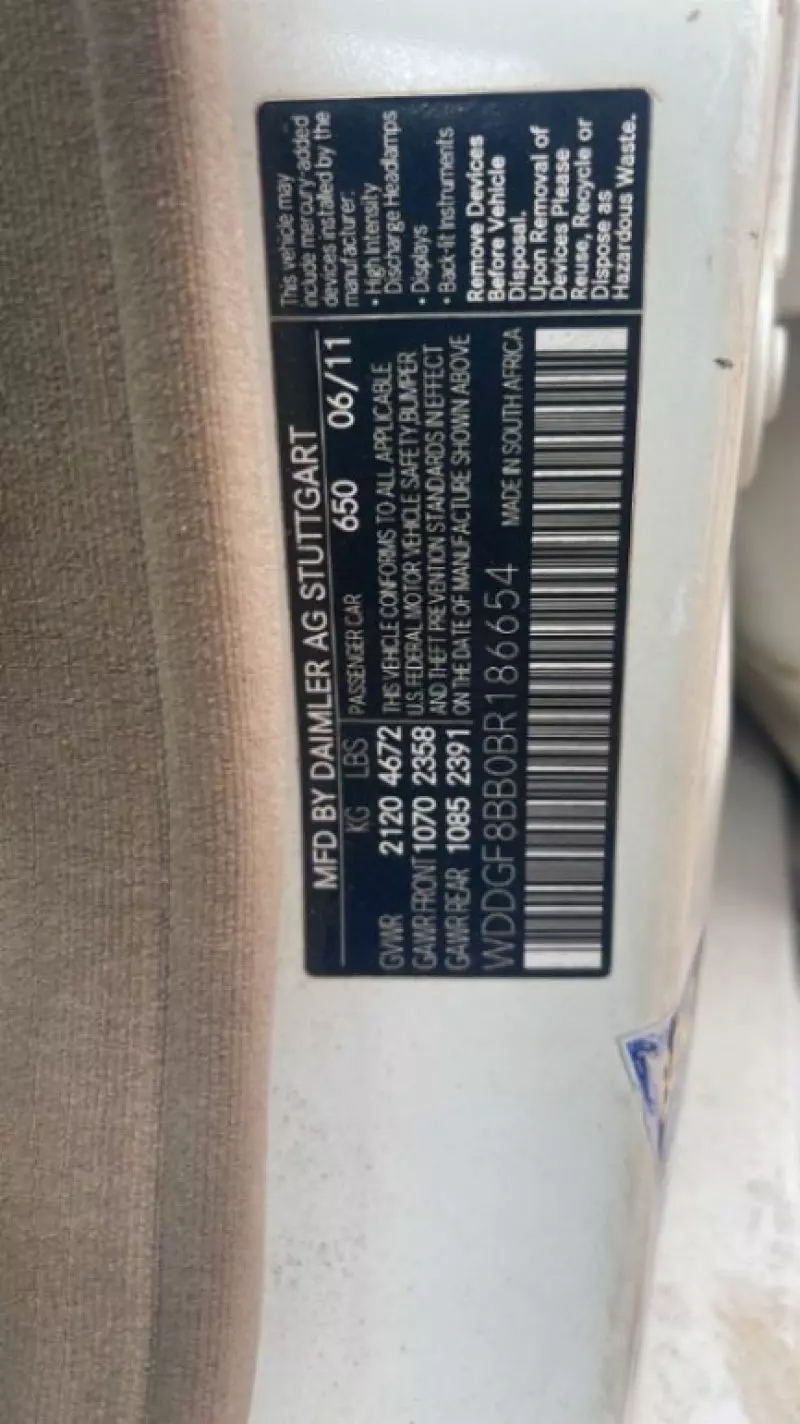 MFD BY DAIMLER AG STUTTGART
KG LBS PASSENGER CAR 650 06/11
GVWR 2120 4672
GAWR FRONT 1070 2358
GAWR REAR 1085 2391
THIS VEHICLE CONFORMS TO ALL APPLICABLE
U.S. FEDERAL MOTOR VEHICLE SAFETY, BUMPER
AND THEFT PREVENTION STANDARDS IN EFFECT
ON THE DATE OF MANUFACTURE SHOWN ABOVE
WDDGF8BB0BR186654 MADE IN SOUTH AFRICA
This vehicle may
include mercury-added
devices installed by the
manufacturer:
• High Intensity
Discharge Headlamps
• Displays
• Back-lit Instruments
Remove Devices
Before Vehicle
Disposal.
Upon Removal of
Devices Please
Reuse, Recycle or
Dispose as
Hazardous Waste.